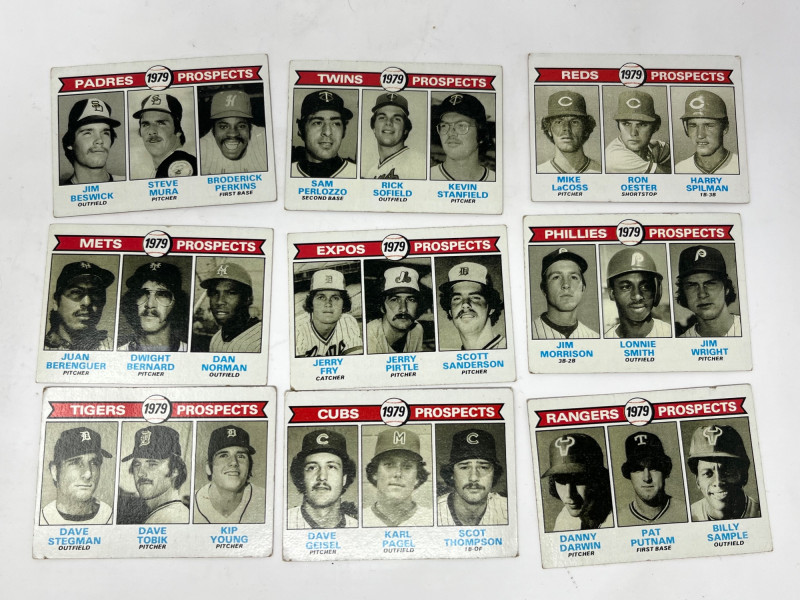 PADRES 1979 PROSPECTS
JIM BESWICK OUTFIELD
STEVE MURA PITCHER
BRODERICK PERKINS FIRST BASE
TWINS 1979 PROSPECTS
SAM PERLOZZO SECOND BASE
RICK SOFIELD OUTFIELD
KEVIN STANFIELD PITCHER
REDS 1979 PROSPECTS
MIKE LaCOSS PITCHER
RON OESTER SHORTSTOP
HARRY SPILMAN 1B-3B
METS 1979 PROSPECTS
JUAN BERENGUER PITCHER
DWIGHT BERNARD PITCHER
DAN NORMAN OUTFIELD
EXPOS 1979 PROSPECTS
JERRY FRY CATCHER
JERRY PIRTLE PITCHER
SCOTT SANDERSON PITCHER
PHILLIES 1979 PROSPECTS
JIM MORRISON 3B-2B
LONNIE SMITH OUTFIELD
JIM WRIGHT PITCHER
TIGERS 1979 PROSPECTS
DAVE STEGMAN OUTFIELD
DAVE TOBIK PITCHER
KIP YOUNG PITCHER
CUBS 1979 PROSPECTS
DAVE GEISEL PITCHER
KARL PAGEL OUTFIELD
SCOT THOMPSON 1B-OF
RANGERS 1979 PROSPECTS
DANNY DARWIN PITCHER
PAT PUTNAM FIRST BASE
BILLY SAMPLE OUTFIELD